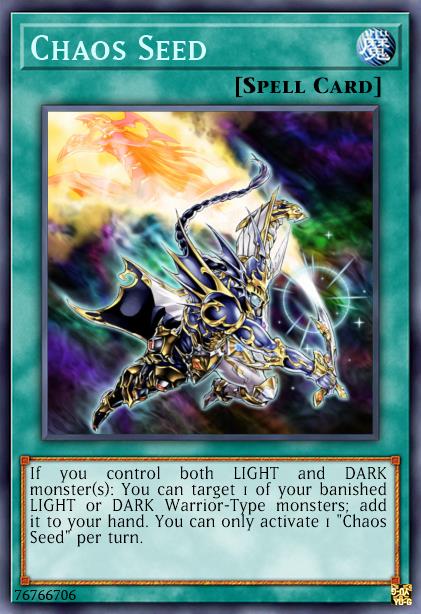 Chaos Seed
魔
[Spell Card]
If you control both LIGHT and DARK
monster(s): You can target 1 of your banished
LIGHT or DARK Warrior-Type monsters; add
it to your hand. You can only activate 1 "Chaos
Seed" per turn.
76766706